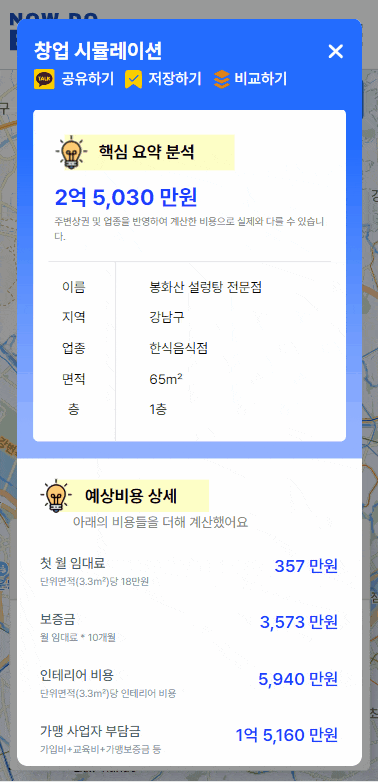 NOW DO
창업 시뮬레이션
TALK 공유하기 저장하기 비교하기
핵심 요약 분석
2억 5,030 만원
주변상권 및 업종을 반영하여 계산한 비용으로 실제와 다를 수 있습니
다.
이름 봉화산 설렁탕 전문점
지역 강남구
업종 한식음식점
면적 65m²
층 1층
예상비용 상세
아래의 비용들을 더해 계산했어요
첫 월 임대료 357 만원
단위면적(3.3m²)당 18만원
보증금 3,573 만원
월 임대료 * 10개월
인테리어 비용 5,940 만원
단위면적(3.3m²)당 인테리어 비용
가맹 사업자 부담금 1억 5,160 만원
가입비+교육비+가맹보증금 등